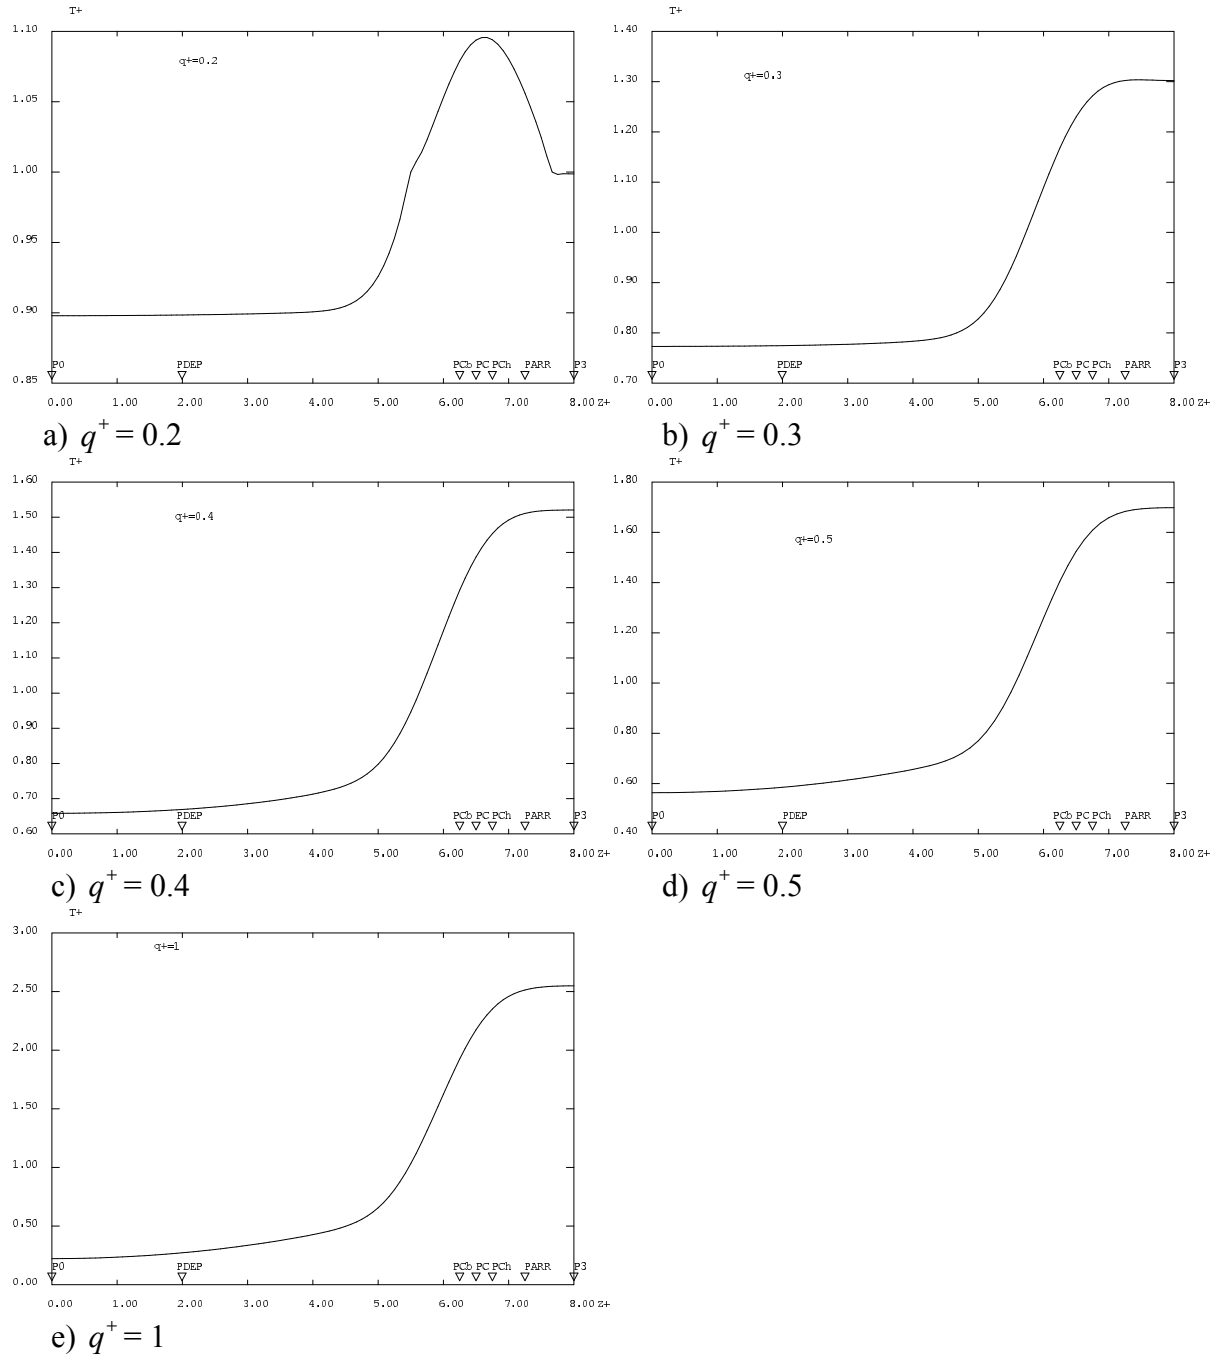 T+
1.10
1.05
1.00
0.95
0.90
0.85
q+=0.2
P0 PDEP PCb PC PCh PARR P3
0.00 1.00 2.00 3.00 4.00 5.00 6.00 7.00 8.00 Z+
a) q+ = 0.2
T+
1.40
1.30
1.20
1.10
1.00
0.90
0.80
0.70
q+=0.3
P0 PDEP PCb PC PCh PARR P3
0.00 1.00 2.00 3.00 4.00 5.00 6.00 7.00 8.00 Z+
b) q+ = 0.3
T+
1.60
1.50
1.40
1.30
1.20
1.10
1.00
0.90
0.80
0.70
0.60
q+=0.4
P0 PDEP PCb PC PCh PARR P3
0.00 1.00 2.00 3.00 4.00 5.00 6.00 7.00 8.00 Z+
c) q+ = 0.4
T+
1.80
1.60
1.40
1.20
1.00
0.80
0.60
0.40
q+=0.5
P0 PDEP PCb PC PCh PARR P3
0.00 1.00 2.00 3.00 4.00 5.00 6.00 7.00 8.00 Z+
d) q+ = 0.5
T+
3.00
2.50
2.00
1.50
1.00
0.50
0.00
q+=1
P0 PDEP PCb PC PCh PARR P3
0.00 1.00 2.00 3.00 4.00 5.00 6.00 7.00 8.00 Z+
e) q+ = 1